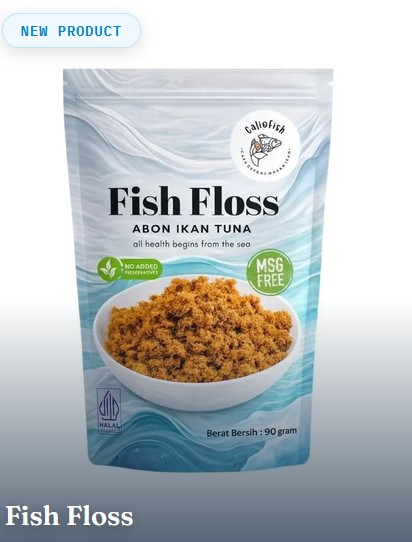 NEW PRODUCT
CalioFish
Fish Floss
ABON IKAN TUNA
all health begins from the sea
NO ADDED
PRESERVATIVES
MSG
FREE
HALAL
Berat Bersih : 90 gram
Fish Floss